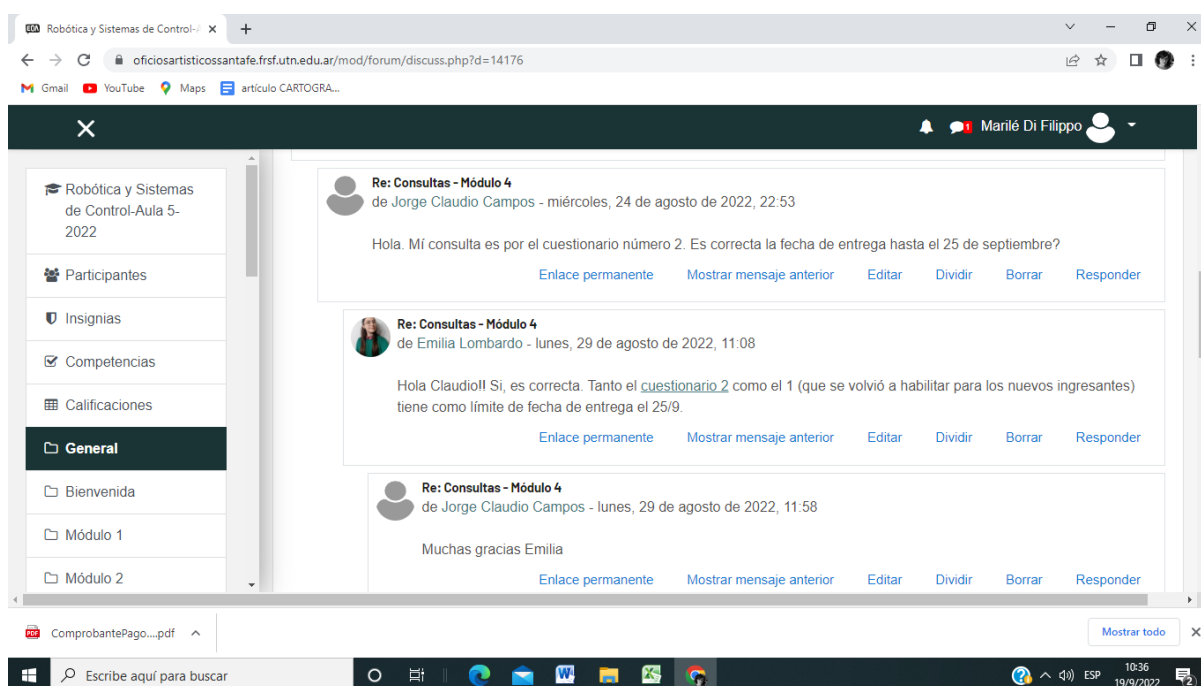 Robótica y Sistemas de Control-A
oficiosartisticossantafe.frsf.utn.edu.ar/mod/forum/discuss.php?d=14176
Gmail YouTube Maps artículo CARTOGRA...
1 Marilé Di Filippo
Robótica y Sistemas
de Control-Aula 5-
2022
Participantes
Insignias
Competencias
Calificaciones
General
Bienvenida
Módulo 1
Módulo 2
Re: Consultas - Módulo 4
de Jorge Claudio Campos - miércoles, 24 de agosto de 2022, 22:53
Hola. Mí consulta es por el cuestionario número 2. Es correcta la fecha de entrega hasta el 25 de septiembre?
Enlace permanente Mostrar mensaje anterior Editar Dividir Borrar Responder
Re: Consultas - Módulo 4
de Emilia Lombardo - lunes, 29 de agosto de 2022, 11:08
Hola Claudio!! Si, es correcta. Tanto el cuestionario 2 como el 1 (que se volvió a habilitar para los nuevos ingresantes)
tiene como límite de fecha de entrega el 25/9.
Enlace permanente Mostrar mensaje anterior Editar Dividir Borrar Responder
Re: Consultas - Módulo 4
de Jorge Claudio Campos - lunes, 29 de agosto de 2022, 11:58
Muchas gracias Emilia
Enlace permanente Mostrar mensaje anterior Editar Dividir Borrar Responder
PDF ComprobantePago....pdf
Mostrar todo
Escribe aquí para buscar
ESP
10:36
19/9/2022
2